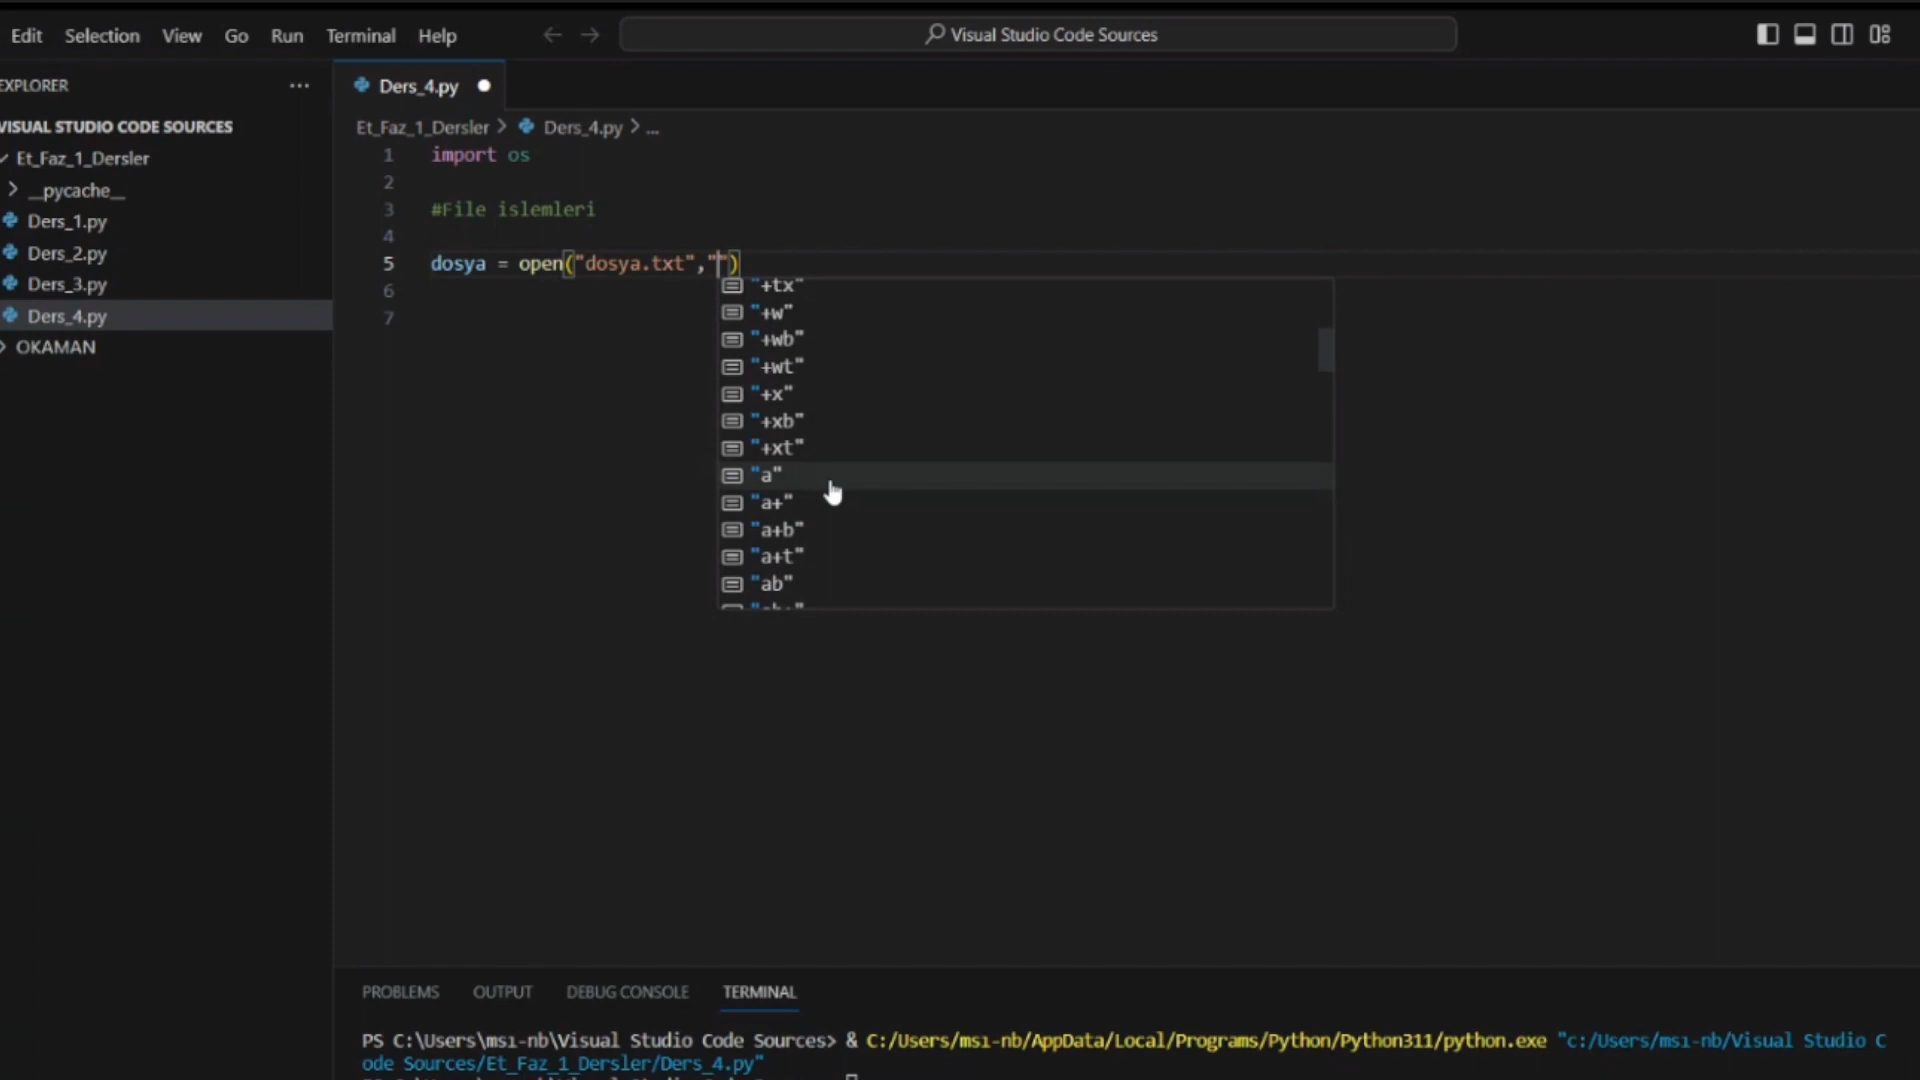 Edit Selection View Go Run Terminal Help
Visual Studio Code Sources
EXPLORER ...
VISUAL STUDIO CODE SOURCES
Et_Faz_1_Dersler
__pycache__
Ders_1.py
Ders_2.py
Ders_3.py
Ders_4.py
OKAMAN
Ders_4.py
Et_Faz_1_Dersler > Ders_4.py > ...
1 import os
2
3 #File islemleri
4
5 dosya = open("dosya.txt","")
6
7
"+tx"
"+w"
"+wb"
"+wt"
"+x"
"+xb"
"+xt"
"a"
"a+"
"a+b"
"a+t"
"ab"
PROBLEMS OUTPUT DEBUG CONSOLE TERMINAL
PS C:\Users\msı-nb\Visual Studio Code Sources> & C:/Users/msı-nb/AppData/Local/Programs/Python/Python311/python.exe "c:/Users/msı-nb/Visual Studio C
ode Sources/Et_Faz_1_Dersler/Ders_4.py"